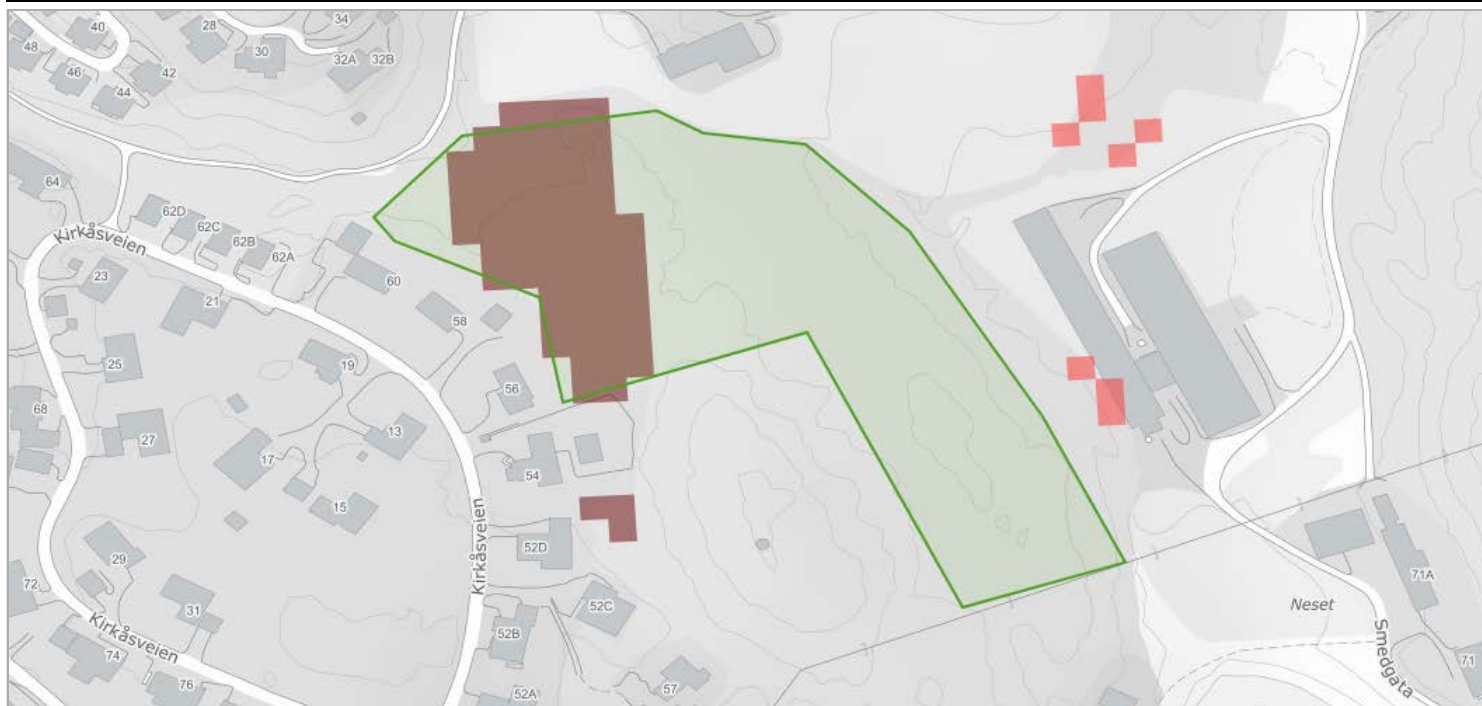 34
40
28
48
30
32A
32B
46
42
44
64
62D
62C
Kirkåsveien
62B
62A
23
60
21
58
25
19
56
68
13
27
17
54
15
Kirkåsveien
52D
29
72
71A
31
52C
Neset
Kirkåsveien
52B
Smedgata
74
71
76
57
52A